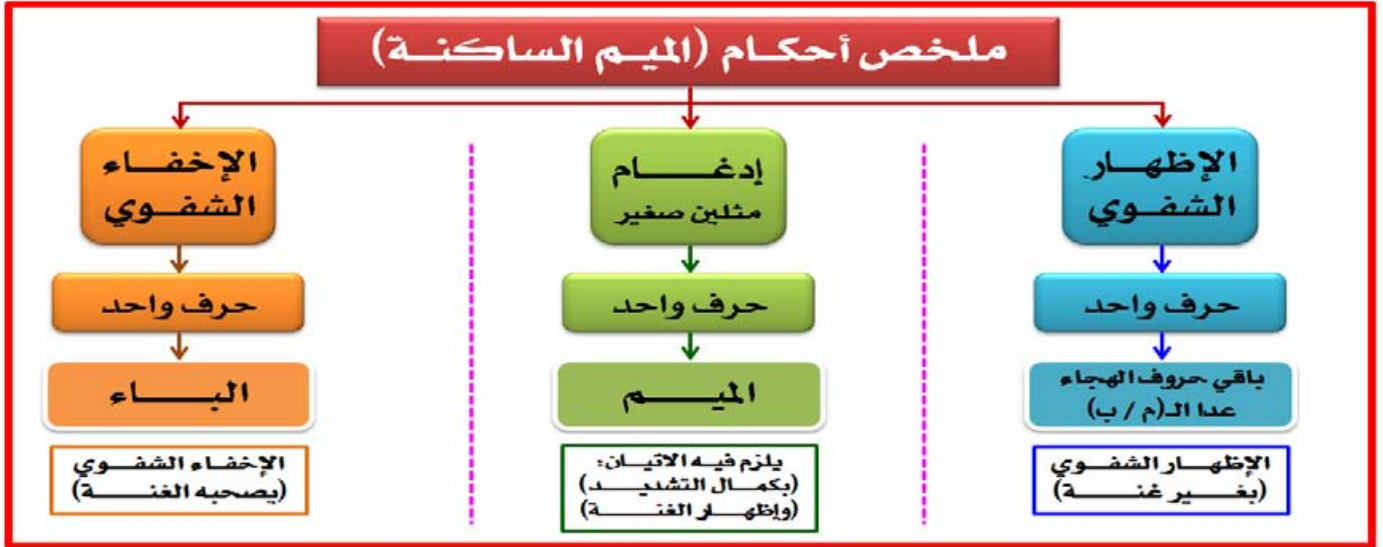 ملخص أحكام (الميم الساكنة)
الإظهار
الشفوي
حرف واحد
باقي حروف الهجاء
عدا الـ(م / ب)
الإظهار الشفوي
(بغير غنة)
إدغام
مثلين صغير
حرف واحد
الميم
يلزم فيه الاتيان:
(بكمال التشديد)
(وإظهار الغنة)
الإخفاء
الشفوي
حرف واحد
الباء
الإخفاء الشفوي
(يصحبه الغنة)